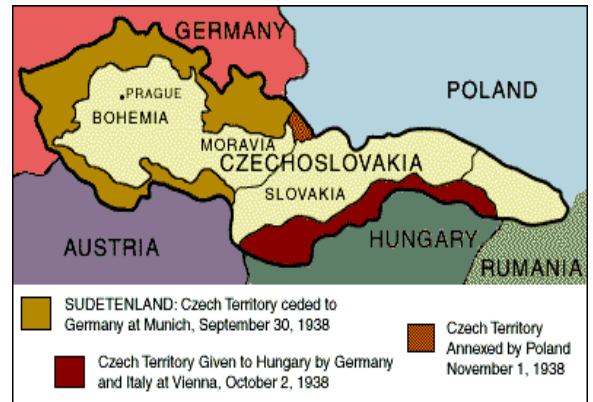 GERMANY
POLAND
PRAGUE
BOHEMIA
MORAVIA
CZECHOSLOVAKIA
SLOVAKIA
AUSTRIA
HUNGARY
RUMANIA
SUDETENLAND: Czech Territory ceded to
Germany at Munich, September 30, 1938
Czech Territory
Annexed by Poland
November 1, 1938
Czech Territory Given to Hungary by Germany
and Italy at Vienna, October 2, 1938